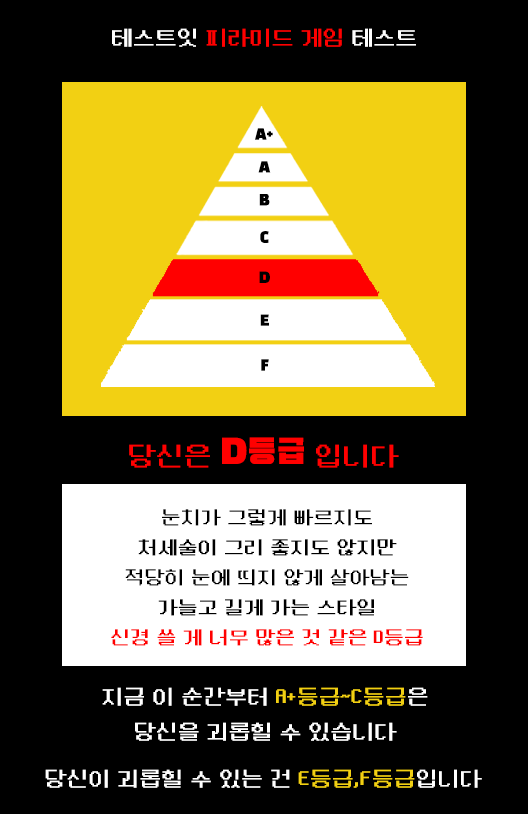 테스트잇 피라미드 게임 테스트
A+
A
B
C
D
E
F
당신은 D등급 입니다
눈치가 그렇게 빠르지도
처세술이 그리 좋지도 않지만
적당히 눈에 띄지 않게 살아남는
가늘고 길게 가는 스타일
신경 쓸 게 너무 많은 것 같은 D등급
지금 이 순간부터 A+등급~C등급은
당신을 괴롭힐 수 있습니다
당신이 괴롭힐 수 있는 건 E등급,F등급입니다